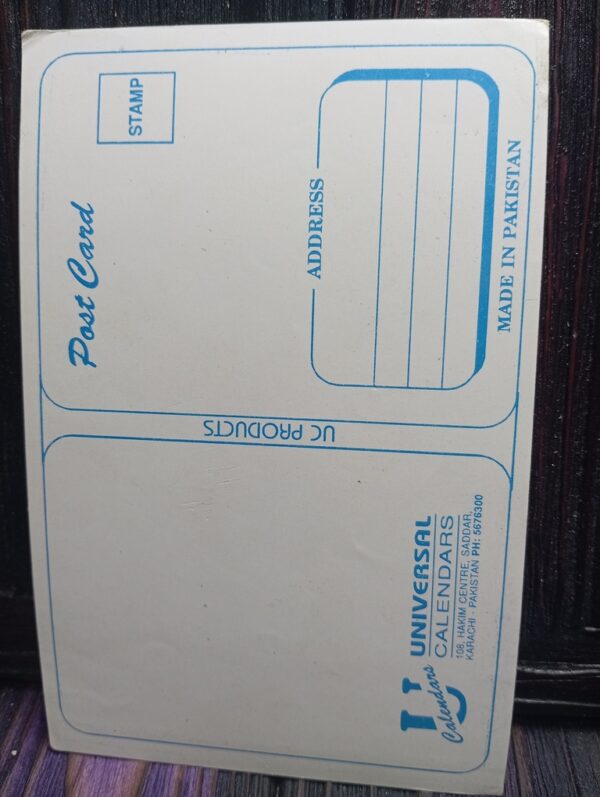 UNIVERSAL
CALENDARS
108, HAKIM CENTRE, SADDAR,
KARACHI - PAKISTAN PH: 5676300
Calendars
UC PRODUCTS
Post Card
STAMP
ADDRESS
MADE IN PAKISTAN